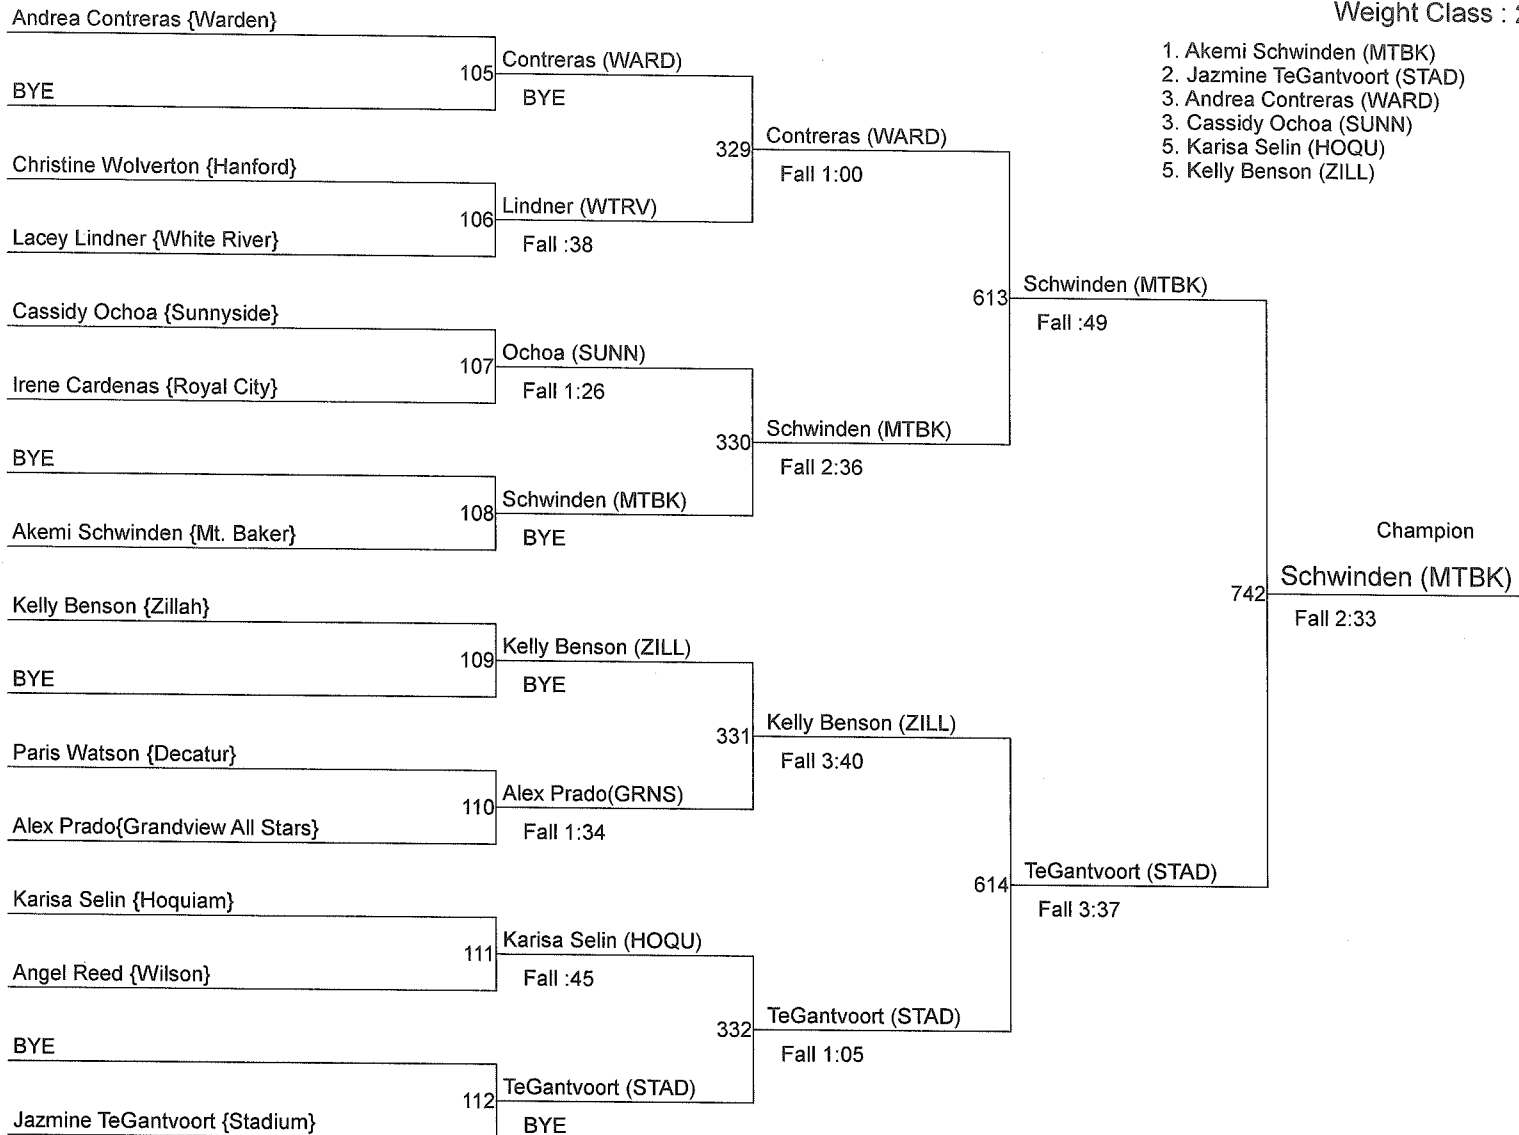 Andrea Contreras {Warden}
BYE
Christine Wolverton {Hanford}
Lacey Lindner {White River}
Cassidy Ochoa {Sunnyside}
Irene Cardenas {Royal City}
BYE
Akemi Schwinden {Mt. Baker}
Kelly Benson {Zillah}
BYE
Paris Watson {Decatur}
Alex Prado{Grandview All Stars}
Karisa Selin {Hoquiam}
Angel Reed {Wilson}
BYE
Jazmine TeGantvoort {Stadium}
105 Contreras (WARD)
BYE
106 Lindner (WTRV)
Fall :38
107 Ochoa (SUNN)
Fall 1:26
108 Schwinden (MTBK)
BYE
109 Kelly Benson (ZILL)
BYE
110 Alex Prado(GRNS)
Fall 1:34
111 Karisa Selin (HOQU)
Fall :45
112 TeGantvoort (STAD)
BYE
329 Contreras (WARD)
Fall 1:00
330 Schwinden (MTBK)
Fall 2:36
331 Kelly Benson (ZILL)
Fall 3:40
332 TeGantvoort (STAD)
Fall 1:05
613 Schwinden (MTBK)
Fall :49
614 TeGantvoort (STAD)
Fall 3:37
Champion
742 Schwinden (MTBK)
Fall 2:33
Weight Class :
1. Akemi Schwinden (MTBK)
2. Jazmine TeGantvoort (STAD)
3. Andrea Contreras (WARD)
3. Cassidy Ochoa (SUNN)
5. Karisa Selin (HOQU)
5. Kelly Benson (ZILL)